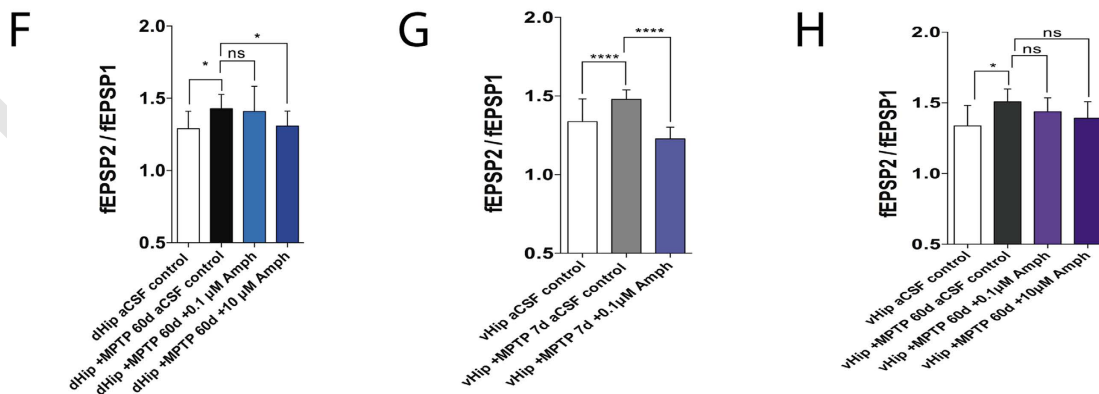 F
2.0
1.5
1.0
0.5
fEPSP2 / fEPSP1
*
ns
*
dHip aCSF control
dHip +MPTP 60d aCSF control
dHip +MPTP 60d +0.1 µM Amph
dHip +MPTP 60d +10 µM Amph
G
2.0
1.5
1.0
0.5
fEPSP2 / fEPSP1
****
****
vHip aCSF control
vHip +MPTP 7d aCSF control
vHip +MPTP 7d +0.1µM Amph
H
2.0
1.5
1.0
0.5
fEPSP2 / fEPSP1
*
ns
ns
vHip aCSF control
vHip +MPTP 60d aCSF control
vHip +MPTP 60d +0.1µM Amph
vHip +MPTP 60d +10µM Amph